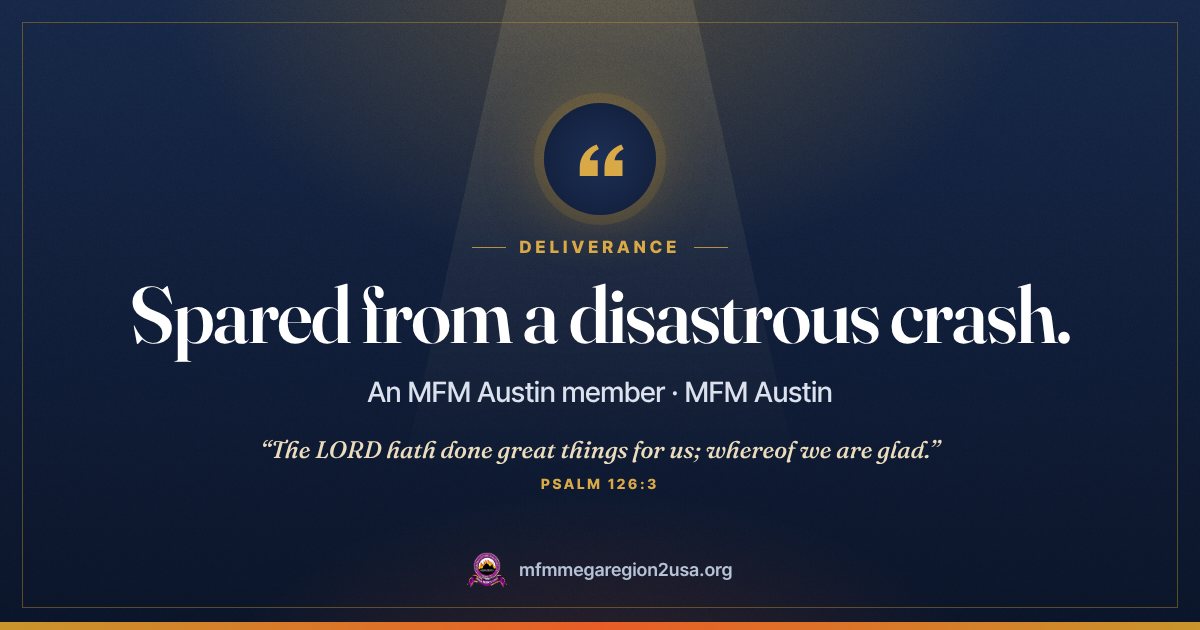 “
DELIVERANCE
Spared from a disastrous crash.
An MFM Austin member · MFM Austin
“The LORD hath done great things for us; whereof we are glad.”
PSALM 126:3
mfmmegaregion2usa.org